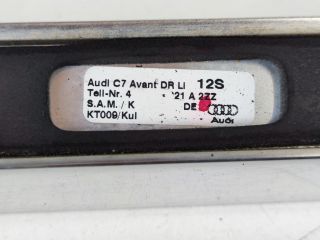 Audi C7 Avant DR Li 12S
Teil-Nr. 4 21 A 2ZZ
S.A.M. / K DE
KT009/Kul Audi